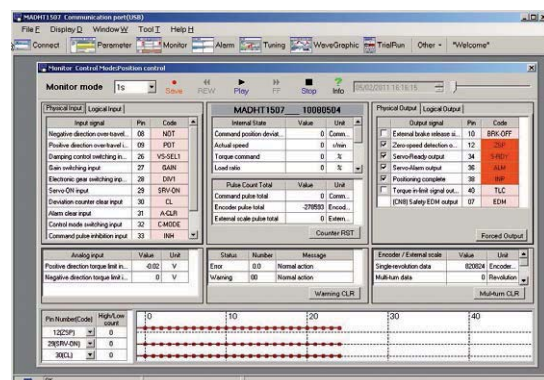 MADHT1507 Communication port(USB)
File F Display D Window W Tool T Help H
Connect Parameter Monitor Alarm Tuning WaveGraphic TrialRun Other - "Welcome"
Monitor Control Mode:Position control
Monitor mode 1s Save REW Play FF Stop Info 05/02/2011 16:16:15
Physical Input Logical Input
Input signal Pin Code
Negative direction over-travel... 08 NOT
Positive direction over-travel... 09 POT
Damping control switching in... 26 VS-SEL1
Gain switching input 27 GAIN
Electronic gear switching inp... 28 DIV1
Servo-ON input 29 SRV-ON
Deviation counter clear input 30 CL
Alarm clear input 31 A-CLR
Control mode switching input 32 C-MODE
Command pulse inhibition input 33 INH
MADHT1507___10080504
Internal State Value Unit
Command position deviat... 0 Comm...
Actual speed 0 r/min
Torque command 0 %
Load ratio 0 %
Pulse Count Total Value Unit
Command pulse total 0 Comm...
Encoder pulse total -278593 Encod...
External scale pulse total 0 Extern...
Counter RST
Physical Output Logical Output
Output signal Pin Code
External brake release si... 10 BRK-OFF
Zero-speed detection o... 12 ZSP
Servo-Ready output 34 S-RDY
Servo-Alarm output 36 ALM
Positioning complete 38 INP
Torque in-limit signal out... 40 TLC
(CN8) Safety EDM output 07 EDM
Forced Output
Analog input Value Unit
Positive direction torque limit in... -0.02 V
Negative direction torque limit i... 0 V
Status Number Message
Error 0.0 Normal action
Warning 00 Normal action
Warning CLR
Encoder / External scale Value Unit
Single-revolution data 820824 Encoder...
Multi-turn data 0 Revolution
Multi-turn CLR
Pin Number(Code) High/Low count 0 10 20 30 40
12(ZSP) 0
29(SRV-ON) 0
30(CL) 0